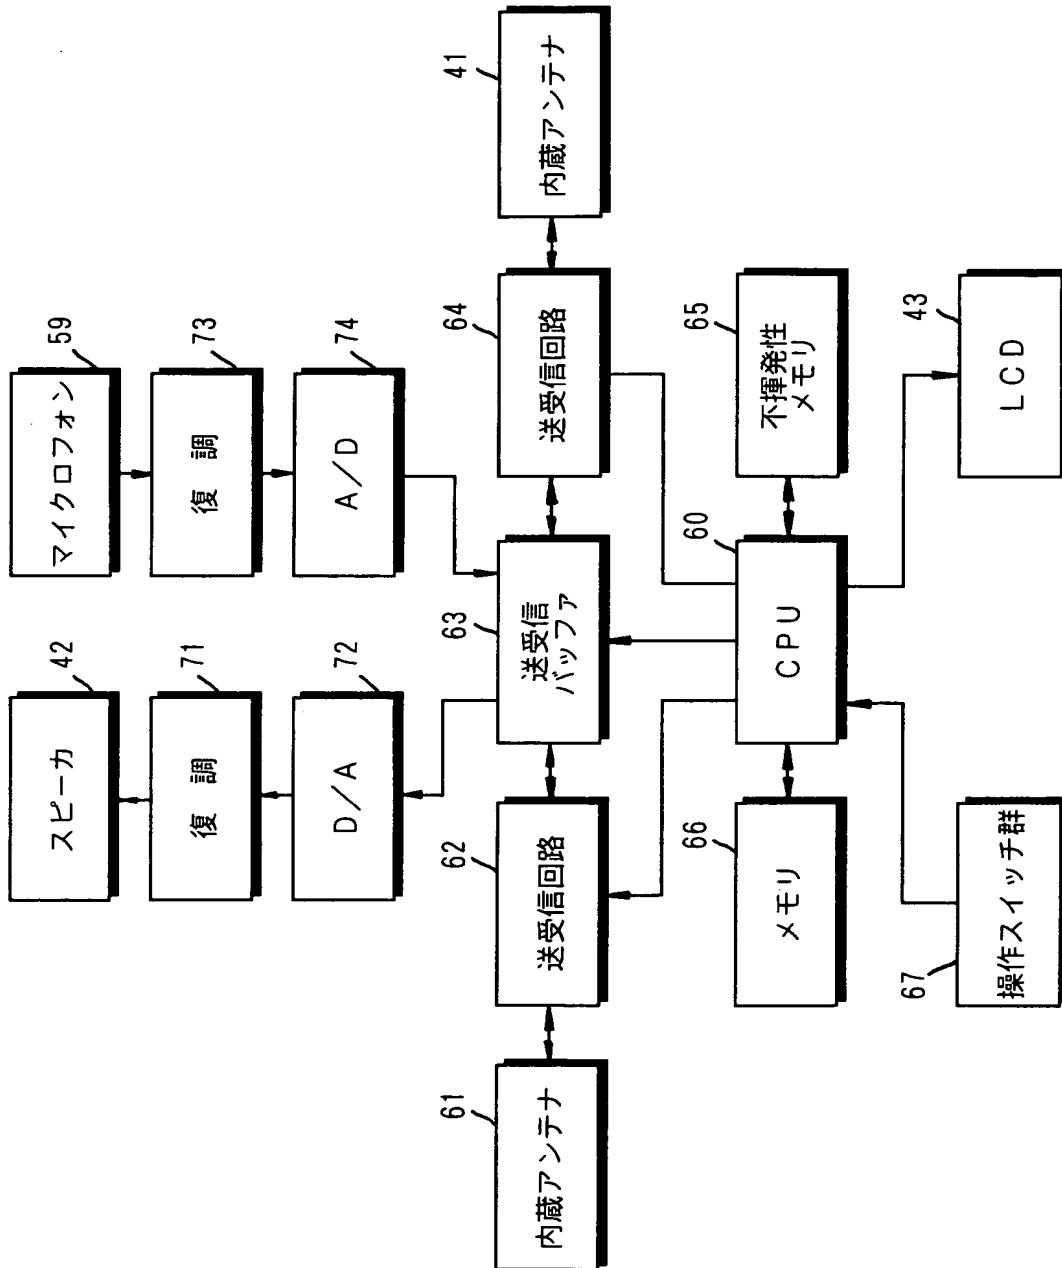 42
スピーカ
59
マイクロフォン
71
復 調
73
復 調
72
D/A
74
A/D
61
内蔵アンテナ
62
送受信回路
63
送受信
バッファ
64
送受信回路
41
内蔵アンテナ
66
メモリ
60
CPU
65
不揮発性
メモリ
67
操作スイッチ群
43
LCD